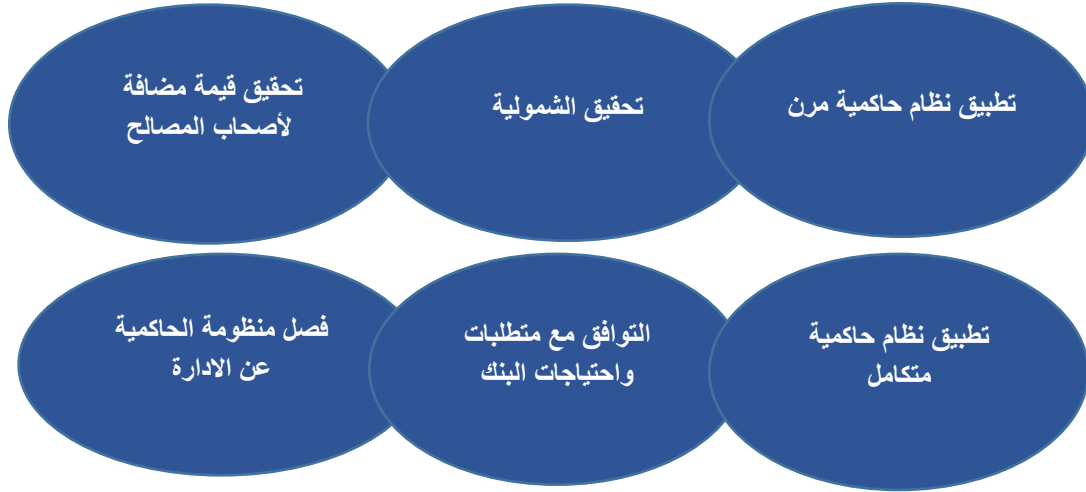 تطبيق نظام حاكمية مرن
تحقيق الشمولية
تحقيق قيمة مضافة
لأصحاب المصالح
تطبيق نظام حاكمية
متكامل
التوافق مع متطلبات
واحتياجات البنك
فصل منظومة الحاكمية
عن الادارة